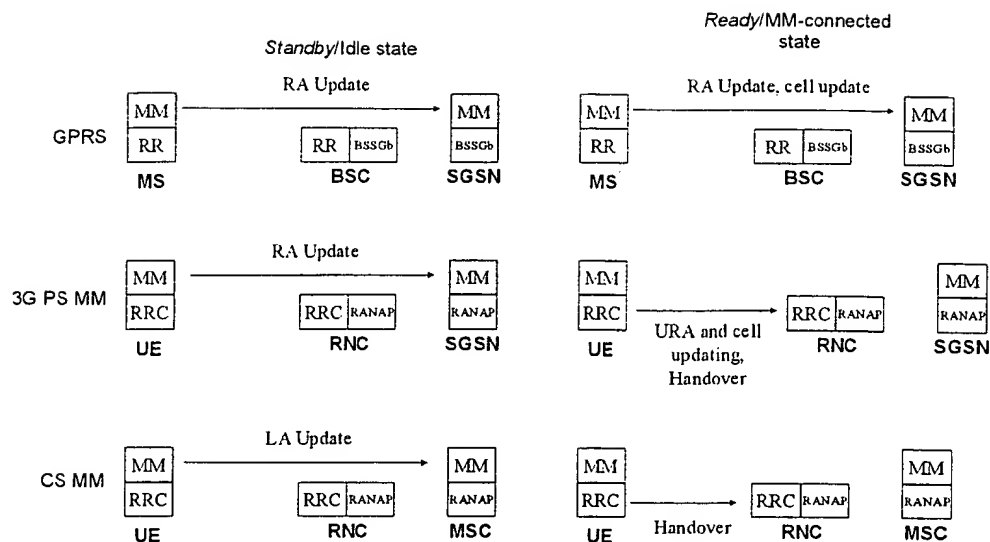 Standby/Idle state
Ready/MM-connected
state
GPRS
RA Update
MM
RR
MS
RR BSSGb
BSC
MM
BSSGb
SGSN
RA Update, cell update
MM
RR
MS
RR BSSGb
BSC
MM
BSSGb
SGSN
3G PS MM
RA Update
MM
RRC
UE
RRC RANAP
RNC
MM
RANAP
SGSN
MM
RRC
UE
URA and cell
updating,
Handover
RRC RANAP
RNC
MM
RANAP
SGSN
CS MM
LA Update
MM
RRC
UE
RRC RANAP
RNC
MM
RANAP
MSC
MM
RRC
UE
Handover
RRC RANAP
RNC
MM
RANAP
MSC